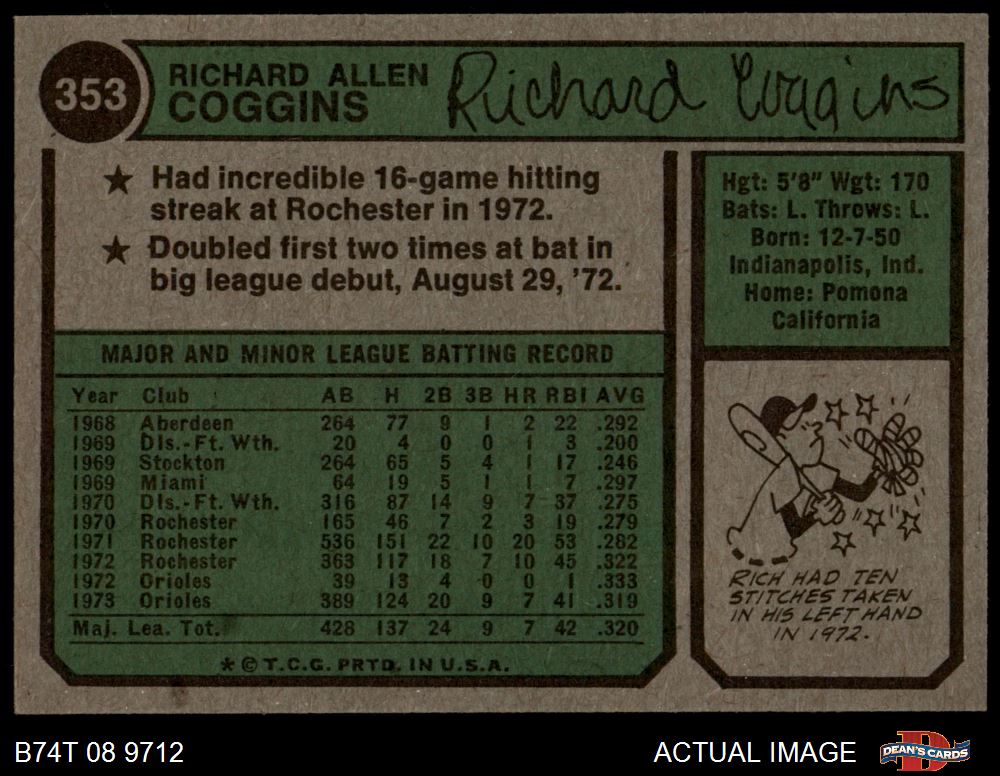 353
RICHARD ALLEN
COGGINS
Richard Coggins
★ Had incredible 16-game hitting
streak at Rochester in 1972.
★ Doubled first two times at bat in
big league debut, August 29, '72.
Hgt: 5'8" Wgt: 170
Bats: L. Throws: L.
Born: 12-7-50
Indianapolis, Ind.
Home: Pomona
California
MAJOR AND MINOR LEAGUE BATTING RECORD
Year Club AB H 2B 3B HR RBI AVG
1968 Aberdeen 264 77 9 1 2 22 .292
1969 Dls.-Ft. Wth. 20 4 0 0 1 3 .200
1969 Stockton 264 65 5 4 1 17 .246
1969 Miami 64 19 5 1 1 7 .297
1970 Dls.-Ft. Wth. 316 87 14 9 7 37 .275
1970 Rochester 165 46 7 2 3 19 .279
1971 Rochester 536 151 22 10 20 53 .282
1972 Rochester 363 117 18 7 10 45 .322
1972 Orioles 39 13 4 0 0 1 .333
1973 Orioles 389 124 20 9 7 41 .319
Maj. Lea. Tot. 428 137 24 9 7 42 .320
* © T.C.G. PRTD. IN U.S.A.
RICH HAD TEN
STITCHES TAKEN
IN HIS LEFT HAND
IN 1972.
B74T 08 9712
ACTUAL IMAGE
DEAN'S CARDS